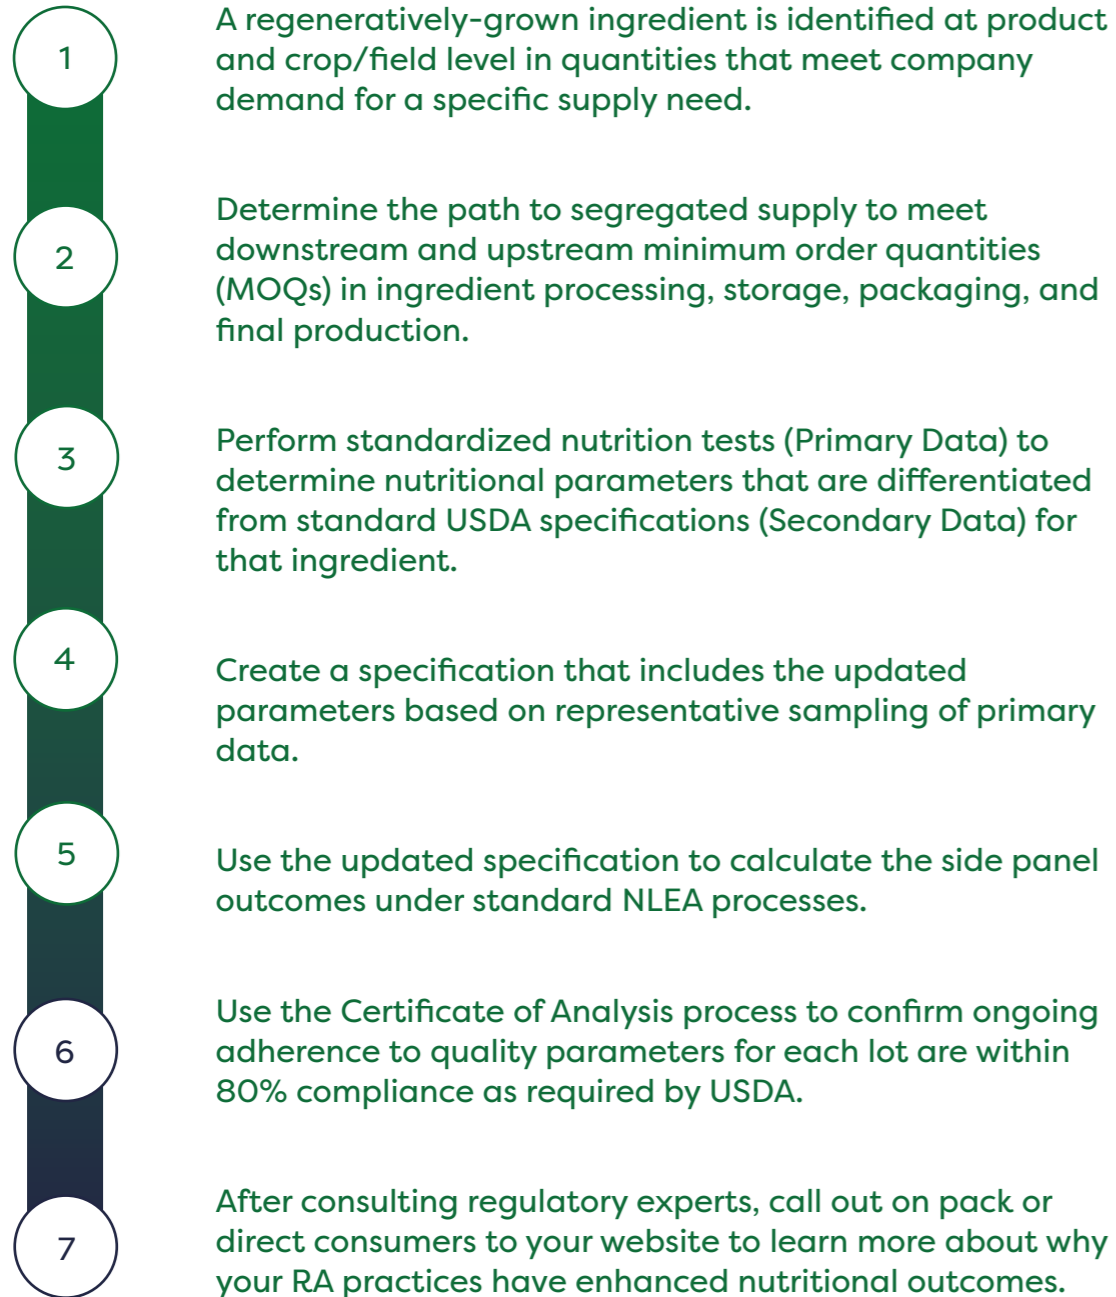 1
A regeneratively-grown ingredient is identified at product
and crop/field level in quantities that meet company
demand for a specific supply need.
2
Determine the path to segregated supply to meet
downstream and upstream minimum order quantities
(MOQs) in ingredient processing, storage, packaging, and
final production.
3
Perform standardized nutrition tests (Primary Data) to
determine nutritional parameters that are differentiated
from standard USDA specifications (Secondary Data) for
that ingredient.
4
Create a specification that includes the updated
parameters based on representative sampling of primary
data.
5
Use the updated specification to calculate the side panel
outcomes under standard NLEA processes.
6
Use the Certificate of Analysis process to confirm ongoing
adherence to quality parameters for each lot are within
80% compliance as required by USDA.
7
After consulting regulatory experts, call out on pack or
direct consumers to your website to learn more about why
your RA practices have enhanced nutritional outcomes.